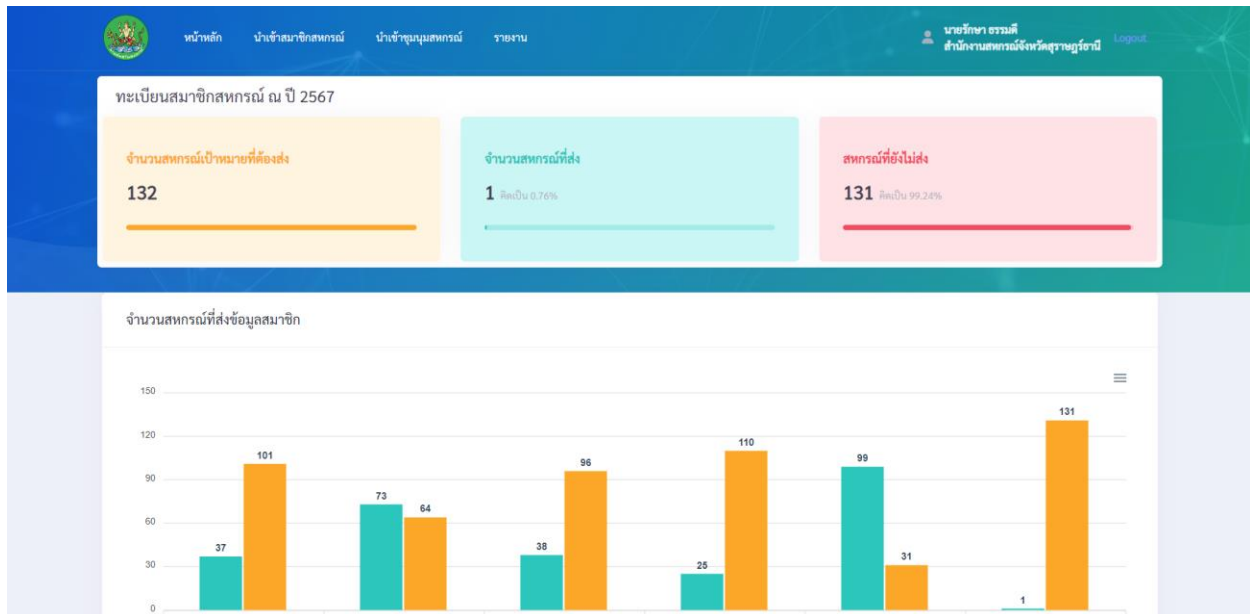 หน้าหลัก นำเข้าสมาชิกสหกรณ์ นำเข้าชุมนุมสหกรณ์ รายงาน
นายรักษา ธรรมดี
สำนักงานสหกรณ์จังหวัดสุราษฎร์ธานี
Logout
ทะเบียนสมาชิกสหกรณ์ ณ ปี 2567
จำนวนสหกรณ์เป้าหมายที่ต้องส่ง
132
จำนวนสหกรณ์ที่ส่ง
1 คิดเป็น 0.76%
สหกรณ์ที่ยังไม่ส่ง
131 คิดเป็น 99.24%
จำนวนสหกรณ์ที่ส่งข้อมูลสมาชิก
150
120
90
60
30
0
37 101
73 64
38 96
25 110
99 31
1 131